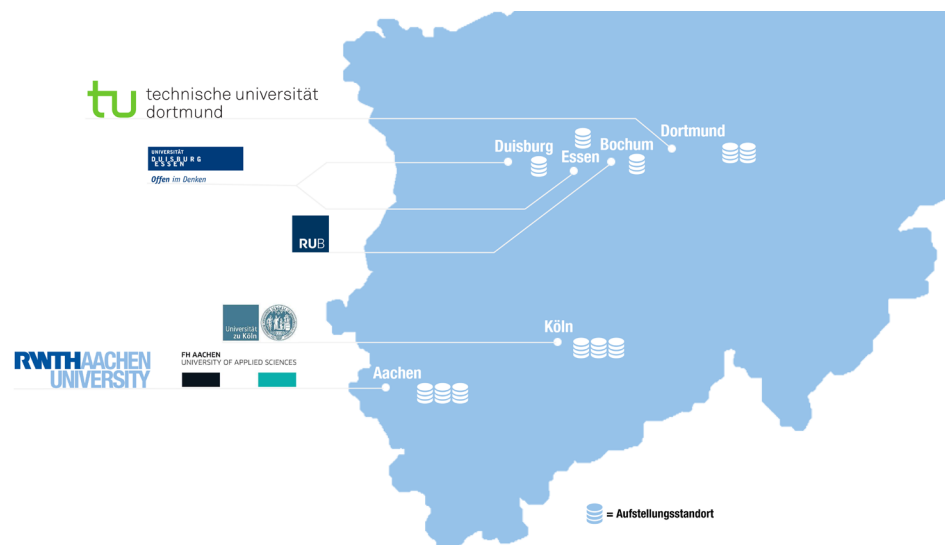 tu technische universität
dortmund
UNIVERSITÄT
DUISBURG
ESSEN
Offen im Denken
RUB
Universität
zu Köln
RWTHAACHEN
UNIVERSITY
FH AACHEN
UNIVERSITY OF APPLIED SCIENCES
Dortmund
Duisburg
Bochum
Essen
Köln
Aachen
= Aufstellungsstandort